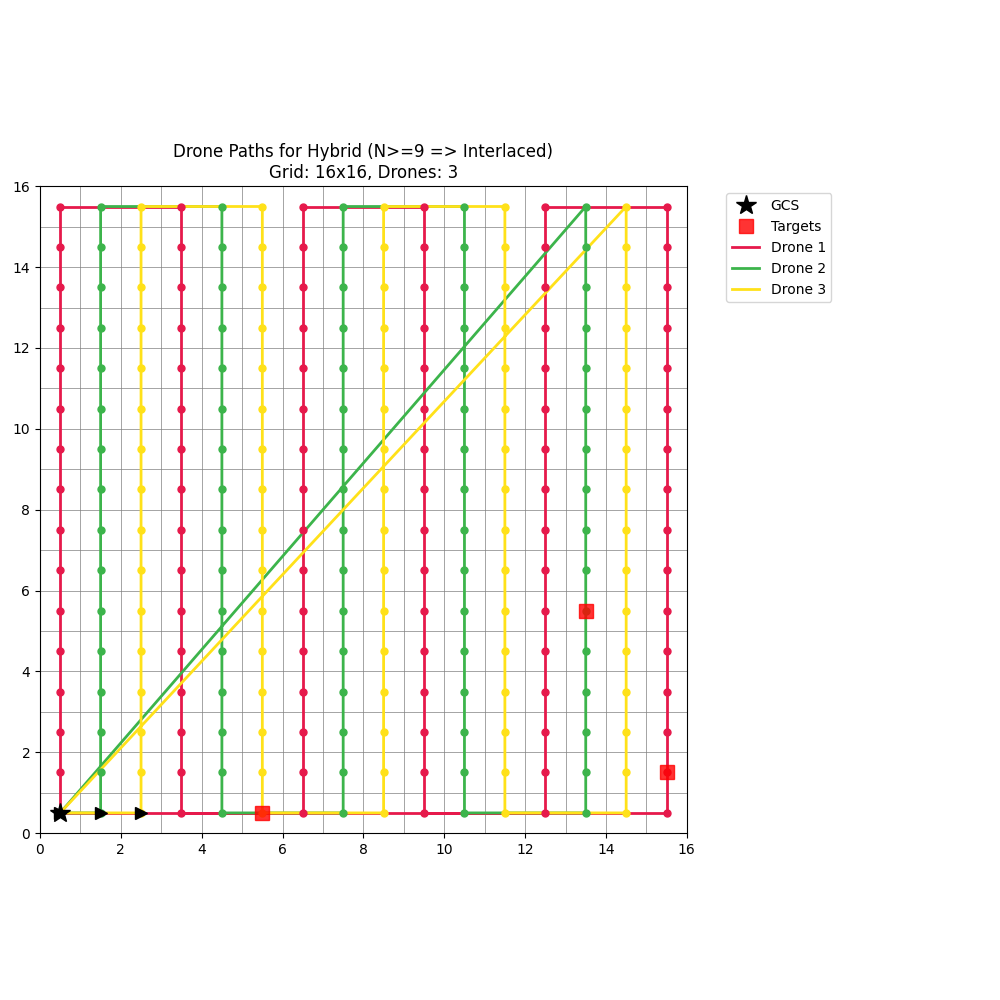 Drone Paths for Hybrid (N>=9 => Interlaced)
Grid: 16x16, Drones: 3
16
14
12
10
8
6
4
2
0
0 2 4 6 8 10 12 14 16
GCS
Targets
Drone 1
Drone 2
Drone 3